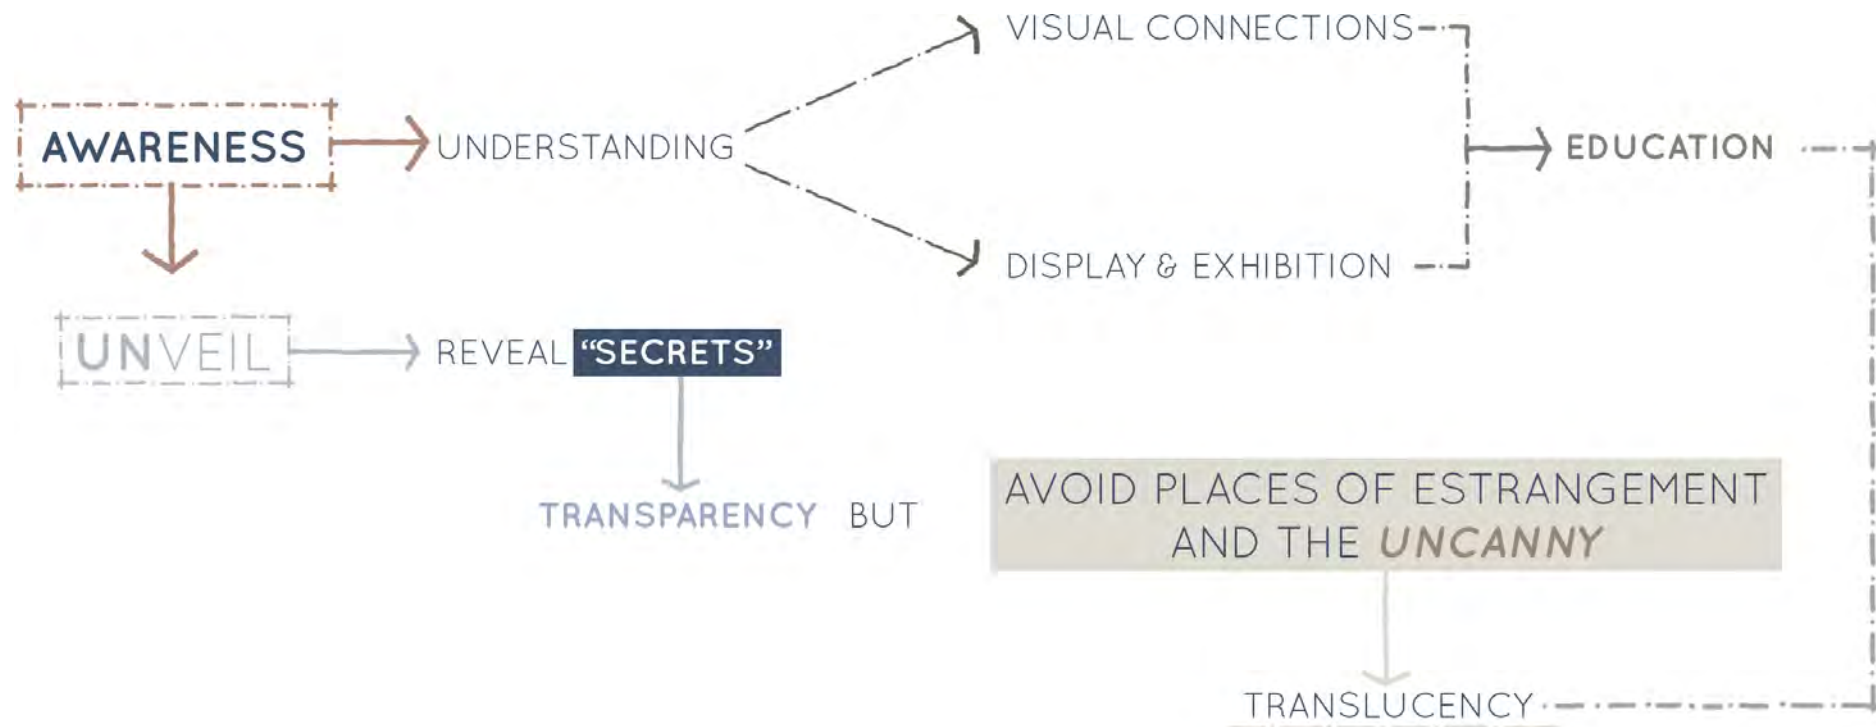 VISUAL CONNECTIONS
AWARENESS
UNDERSTANDING
EDUCATION
DISPLAY & EXHIBITION
UNVEIL
REVEAL “SECRETS”
TRANSPARENCY BUT
AVOID PLACES OF ESTRANGEMENT
AND THE UNCANNY
TRANSLUCENCY